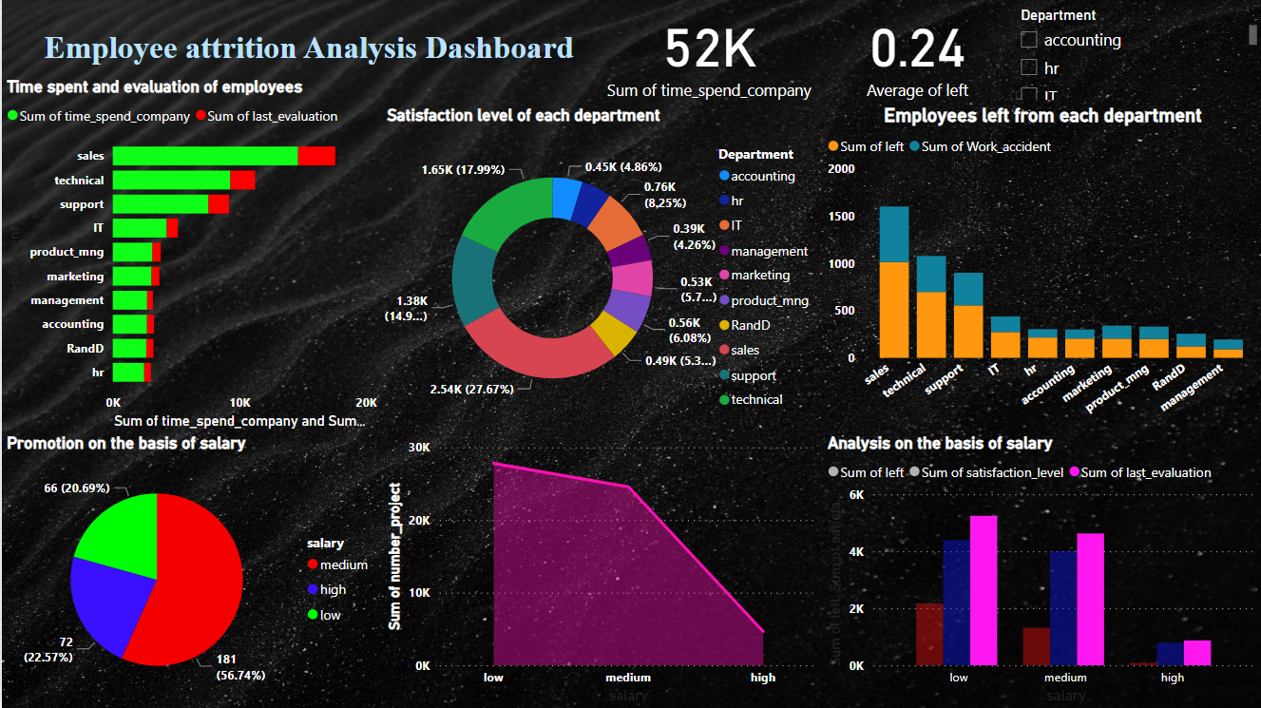 Employee attrition Analysis Dashboard
52K
Sum of time_spend_company
0.24
Average of left
Department
accounting
hr
IT
Time spent and evaluation of employees
Sum of time_spend_company Sum of last_evaluation
sales
technical
support
IT
product_mng
marketing
management
accounting
RandD
hr
0K 10K 20K
Sum of time_spend_company and Sum...
Satisfaction level of each department
1.65K (17.99%)
0.45K (4.86%)
0.76K
(8,25%)
0.39K
(4.26%)
0.53K
(5.7...)
0.56K
(6.08%)
0.49K (5.3...)
2.54K (27.67%)
1.38K
(14.9...)
Department
accounting
hr
IT
management
marketing
product_mng
RandD
sales
support
technical
Employees left from each department
Sum of left Sum of Work_accident
2000
1500
1000
500
0
sales
technical
support
IT
hr
accounting
marketing
product_mng
RandD
management
Promotion on the basis of salary
66 (20.69%)
72
(22.57%)
181
(56.74%)
salary
medium
high
low
Sum of number_project
30K
20K
10K
0K
low medium high
salary
Analysis on the basis of salary
Sum of left Sum of satisfaction_level Sum of last_evaluation
6K
4K
2K
0K
low medium high
salary